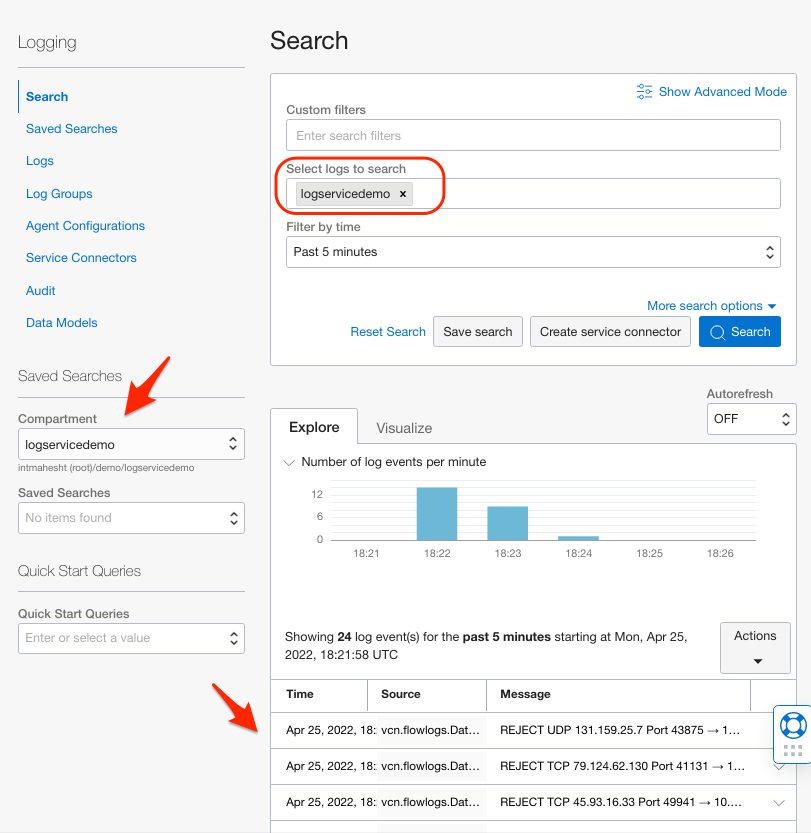 Logging
Search
Saved Searches
Logs
Log Groups
Agent Configurations
Service Connectors
Audit
Data Models
Saved Searches
Compartment
logservicedemo
intmahesht (root)/demo/logservicedemo
Saved Searches
No items found
Quick Start Queries
Quick Start Queries
Enter or select a value
Search
Show Advanced Mode
Custom filters
Enter search filters
Select logs to search
logservicedemo ×
Filter by time
Past 5 minutes
More search options
Reset Search Save search Create service connector Search
Autorefresh
OFF
Explore Visualize
Number of log events per minute
12
6
0
18:21 18:22 18:23 18:24 18:25 18:26
Showing 24 log event(s) for the past 5 minutes starting at Mon, Apr 25,
2022, 18:21:58 UTC
Actions
Time Source Message
Apr 25, 2022, 18: vcn.flowlogs.Dat... REJECT UDP 131.159.25.7 Port 43875 → 1...
Apr 25, 2022, 18: vcn.flowlogs.Dat... REJECT TCP 79.124.62.130 Port 41131 → 1...
Apr 25, 2022, 18: vcn.flowlogs.Dat... REJECT TCP 45.93.16.33 Port 49941 → 10....